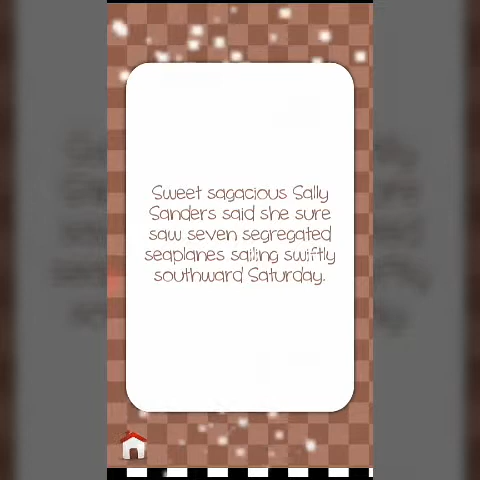 Sweet sagacious Sally
Sanders said she sure
saw seven segregated
seaplanes sailing swiftly
southward Saturday.